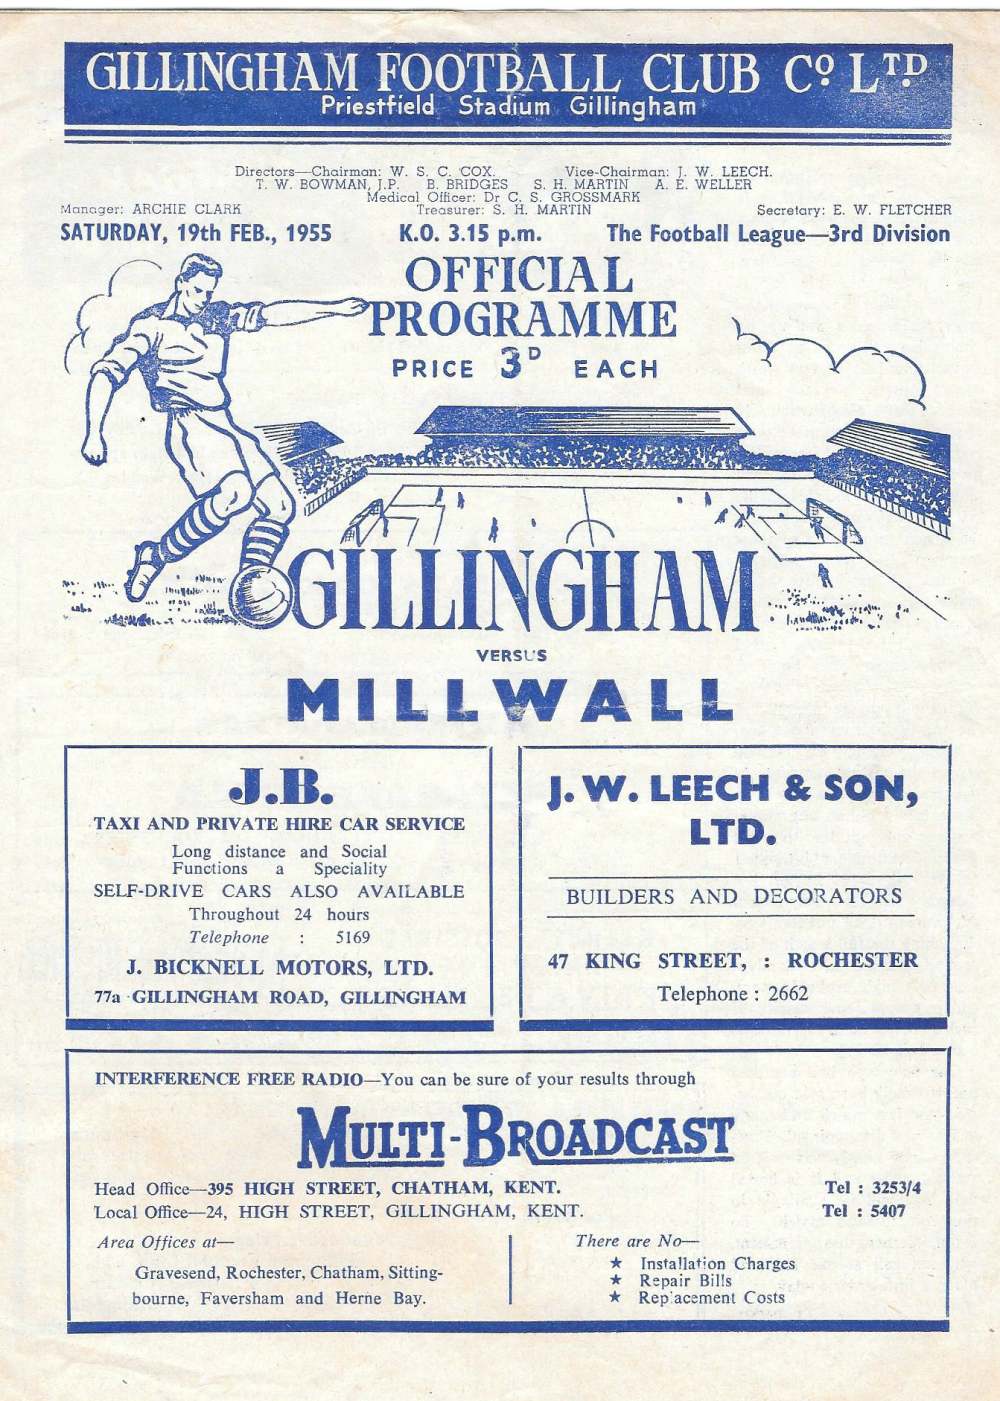 GILLINGHAM FOOTBALL CLUB Cº LTD
Priestfield Stadium Gillingham
Directors—Chairman: W. S. C. COX. Vice-Chairman: J. W. LEECH.
T. W. BOWMAN, J.P. B. BRIDGES S. H. MARTIN A. E. WELLER
Medical Officer: Dr C. S. GROSSMARK
Manager: ARCHIE CLARK Treasurer: S. H. MARTIN Secretary: E. W. FLETCHER
SATURDAY, 19th FEB., 1955 K.O. 3.15 p.m. The Football League—3rd Division
OFFICIAL
PROGRAMME
PRICE 3D EACH
GILLINGHAM
VERSUS
MILLWALL
J.B.
TAXI AND PRIVATE HIRE CAR SERVICE
Long distance and Social
Functions a Speciality
SELF-DRIVE CARS ALSO AVAILABLE
Throughout 24 hours
Telephone : 5169
J. BICKNELL MOTORS, LTD.
77a GILLINGHAM ROAD, GILLINGHAM
J. W. LEECH & SON,
LTD.
BUILDERS AND DECORATORS
47 KING STREET, : ROCHESTER
Telephone : 2662
INTERFERENCE FREE RADIO—You can be sure of your results through
MULTI-BROADCAST
Head Office—395 HIGH STREET, CHATHAM, KENT. Tel : 3253/4
Local Office—24, HIGH STREET, GILLINGHAM, KENT. Tel : 5407
Area Offices at—
Gravesend, Rochester, Chatham, Sitting-
bourne, Faversham and Herne Bay.
There are No—
★ Installation Charges
★ Repair Bills
★ Replacement Costs